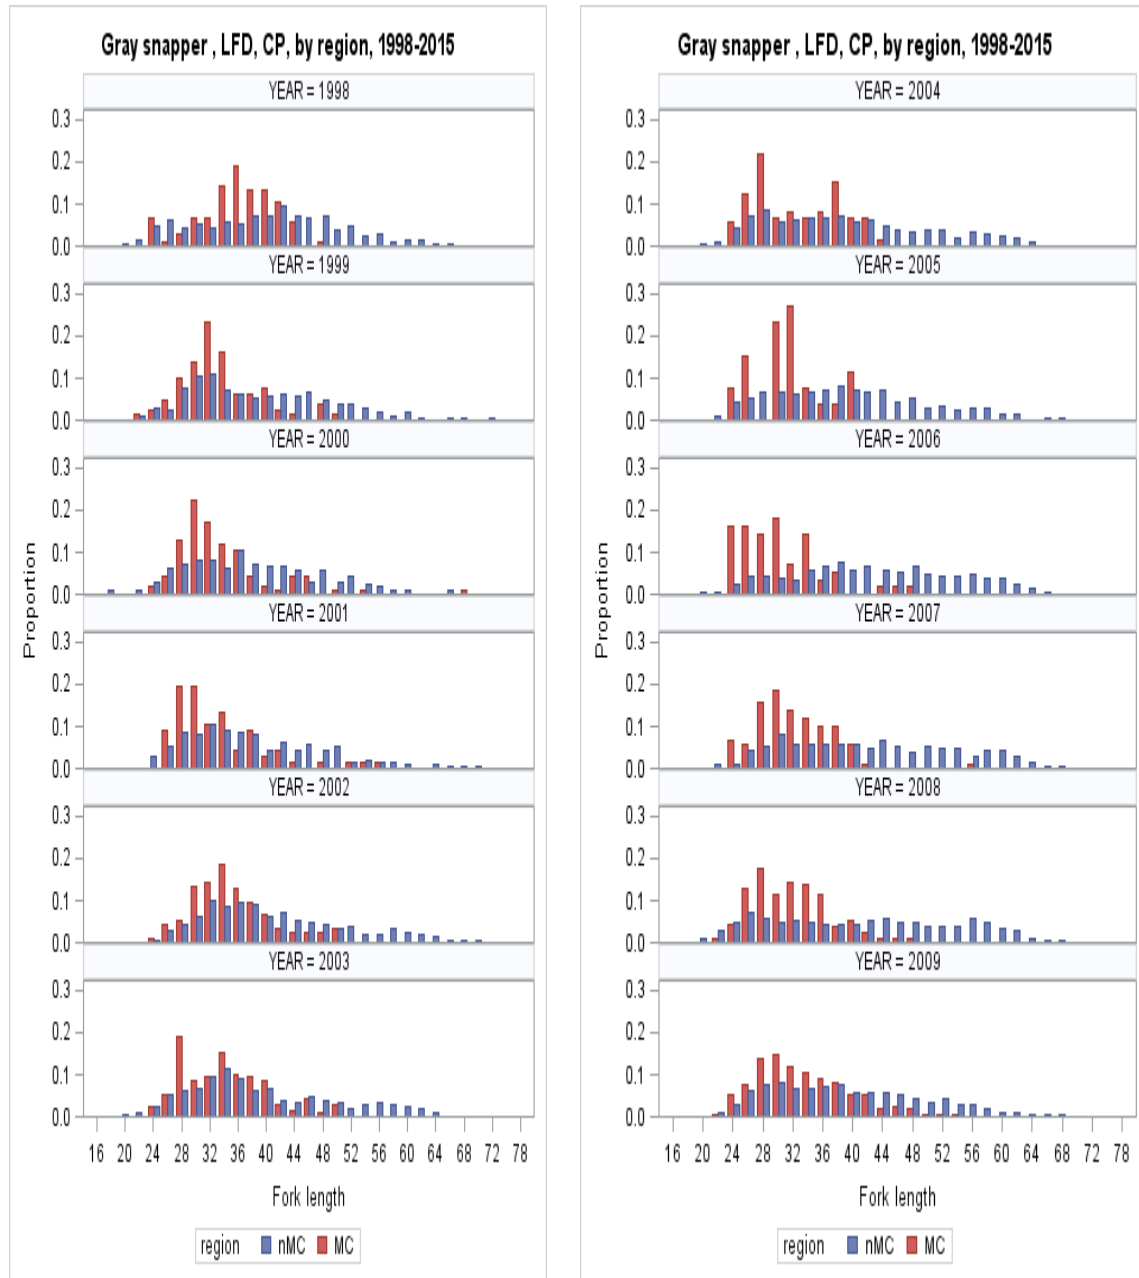 Gray snapper , LFD, CP, by region, 1998-2015
YEAR = 1998
0.3
0.2
0.1
0.0
YEAR = 1999
0.3
0.2
0.1
0.0
YEAR = 2000
0.3
0.2
0.1
0.0
YEAR = 2001
0.3
0.2
0.1
0.0
YEAR = 2002
0.3
0.2
0.1
0.0
YEAR = 2003
0.3
0.2
0.1
0.0
Proportion
16 20 24 28 32 36 40 44 48 52 56 60 64 68 72 78
Fork length
region nMC MC
Gray snapper , LFD, CP, by region, 1998-2015
YEAR = 2004
0.3
0.2
0.1
0.0
YEAR = 2005
0.3
0.2
0.1
0.0
YEAR = 2006
0.3
0.2
0.1
0.0
YEAR = 2007
0.3
0.2
0.1
0.0
YEAR = 2008
0.3
0.2
0.1
0.0
YEAR = 2009
0.3
0.2
0.1
0.0
Proportion
16 20 24 28 32 36 40 44 48 52 56 60 64 68 72 78
Fork length
region nMC MC